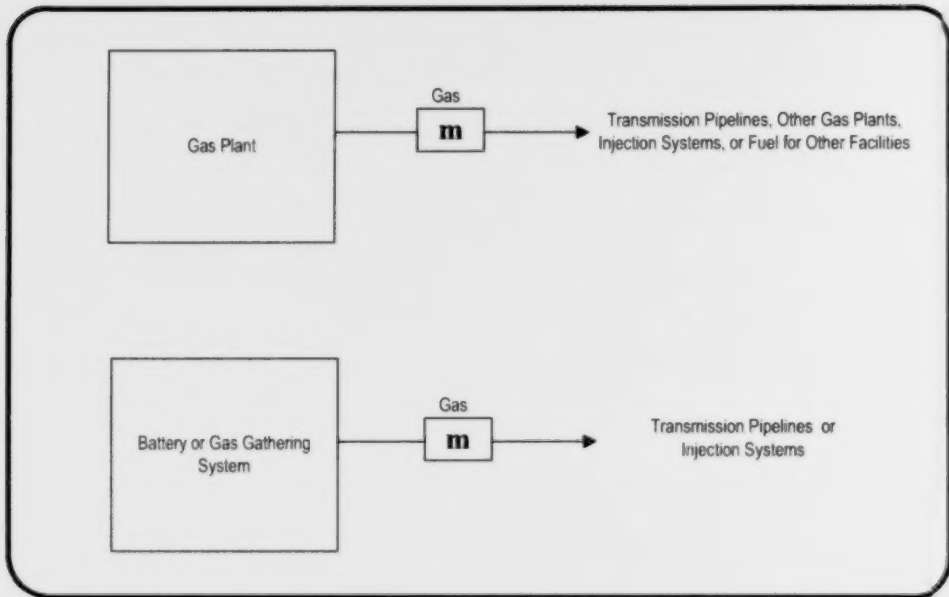 Gas Plant
Gas
m
Transmission Pipelines, Other Gas Plants,
Injection Systems, or Fuel for Other Facilities
Battery or Gas Gathering
System
Gas
m
Transmission Pipelines or
Injection Systems